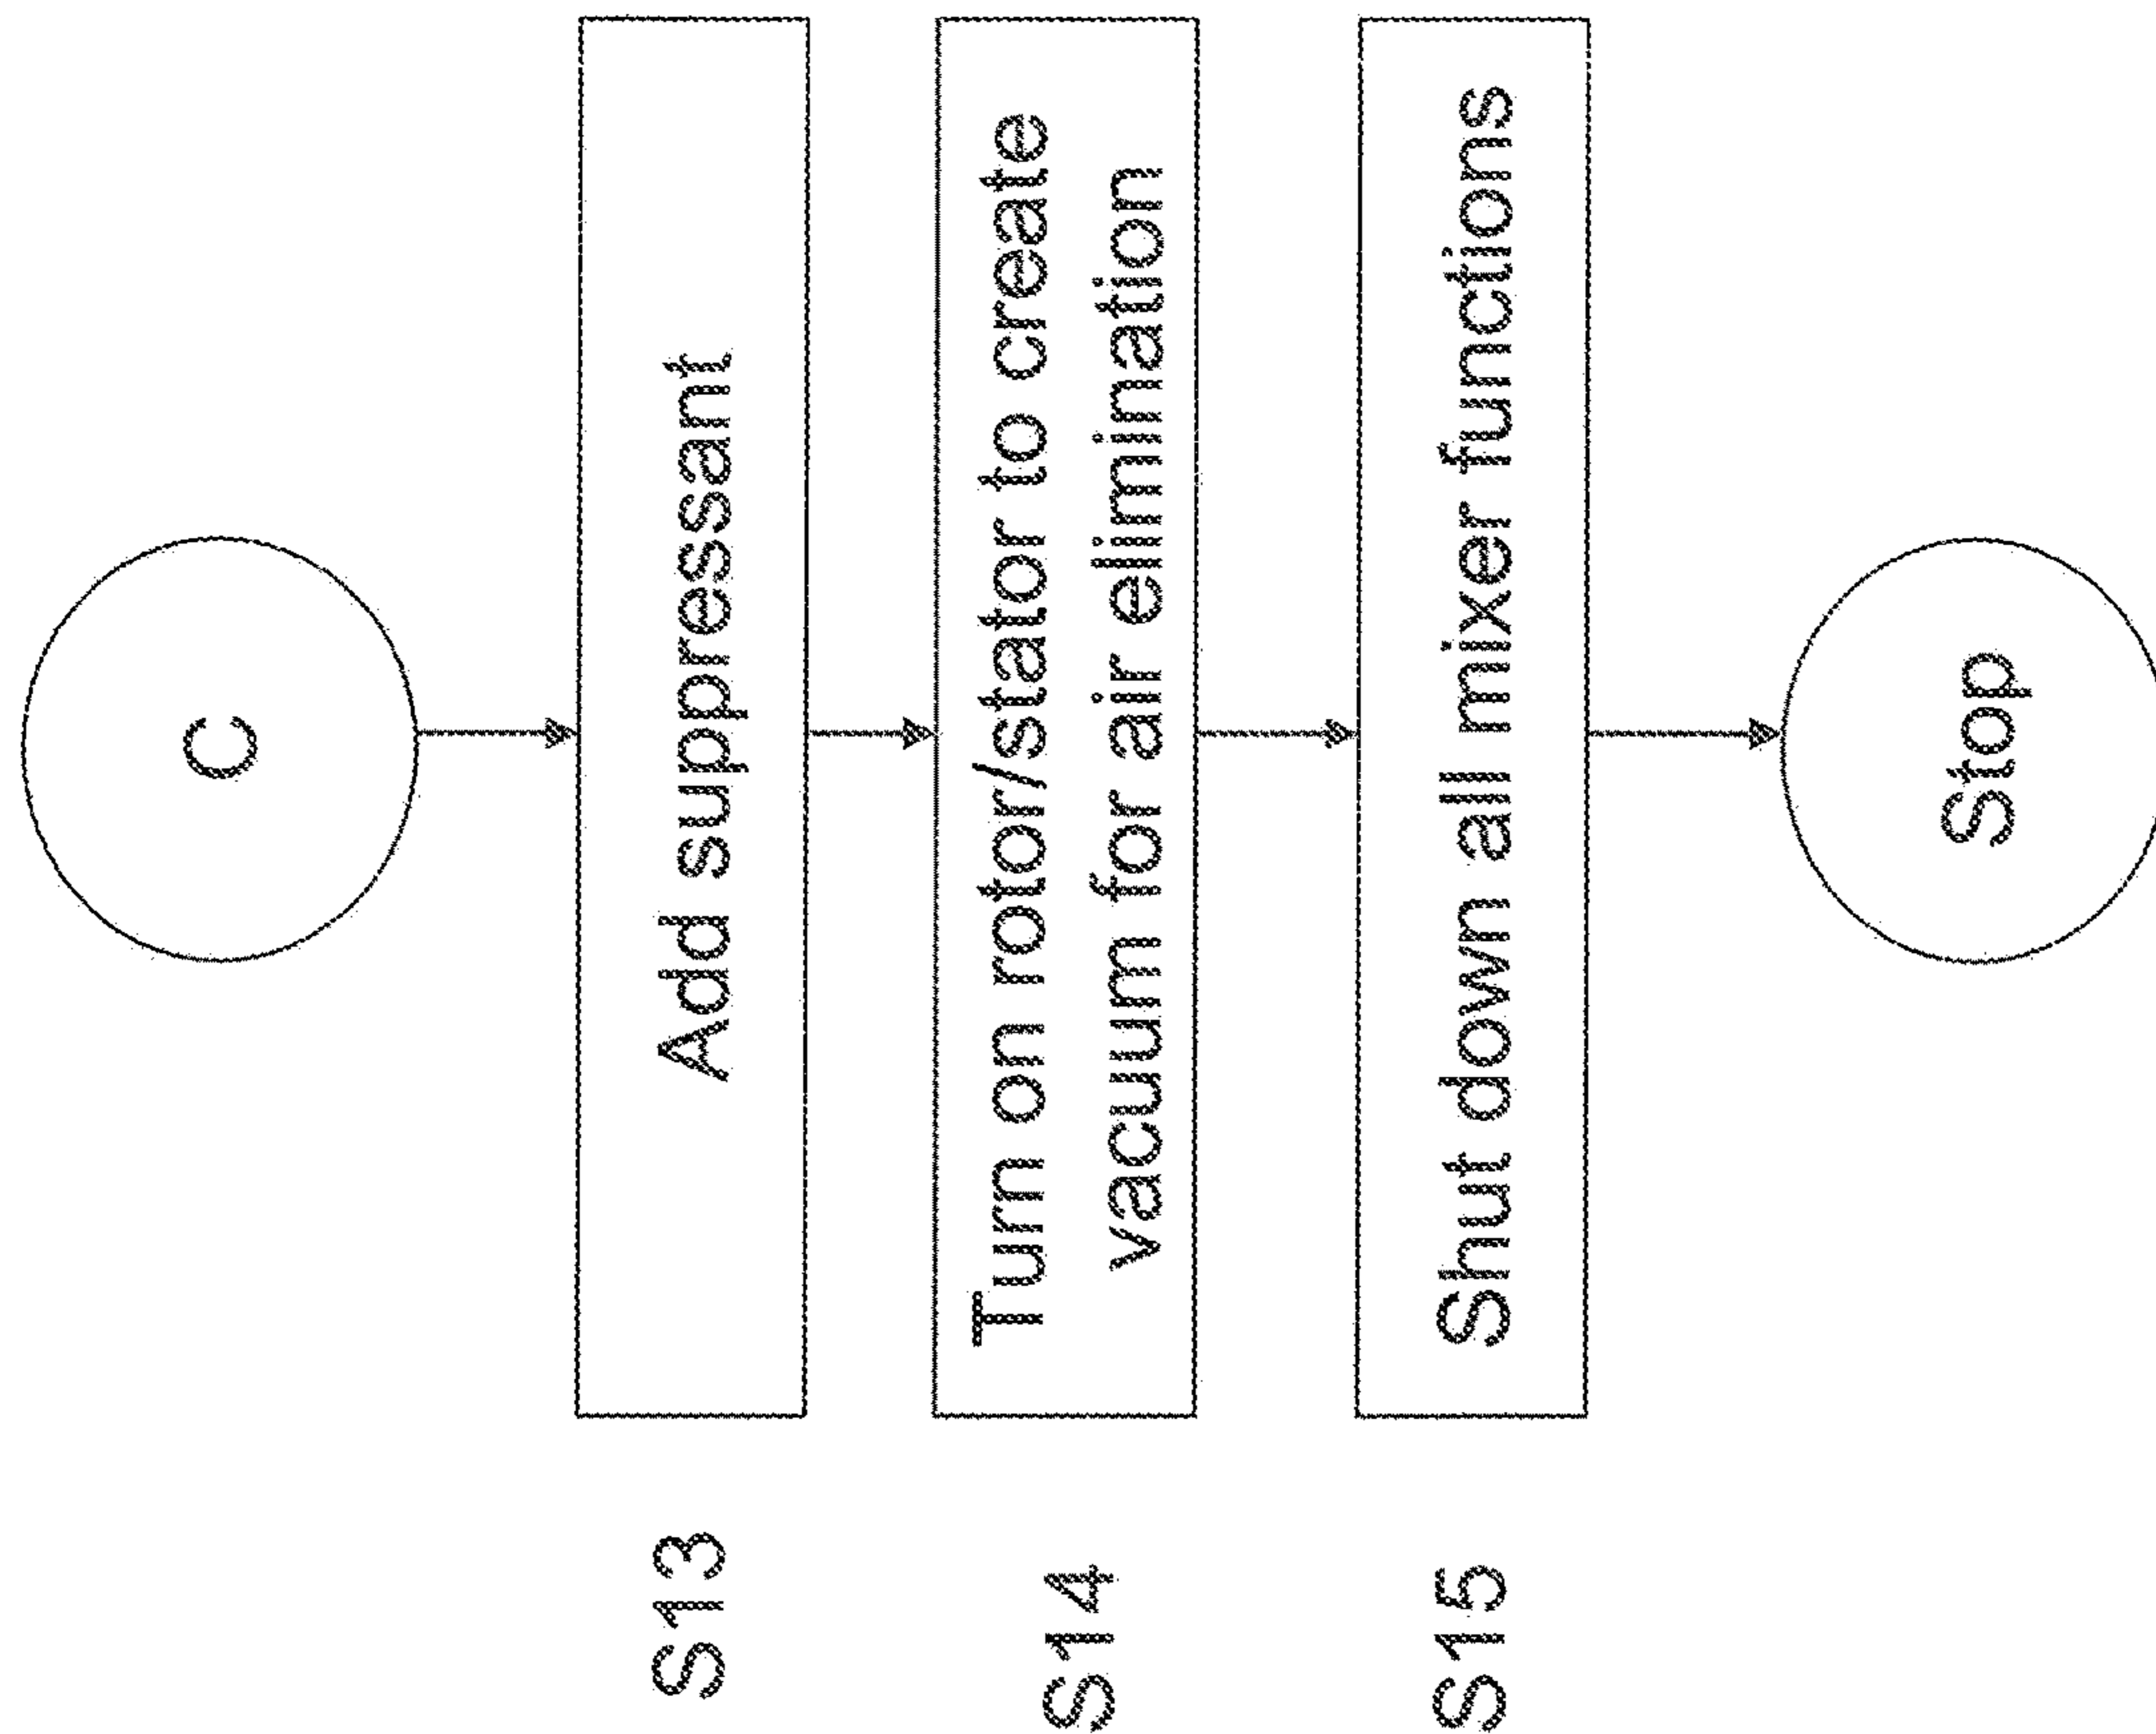 C
S13
Add suppressant
S14
Turn on rotor/stator to create
vacuum for air elimination
S15
Shut down all mixer functions
Stop